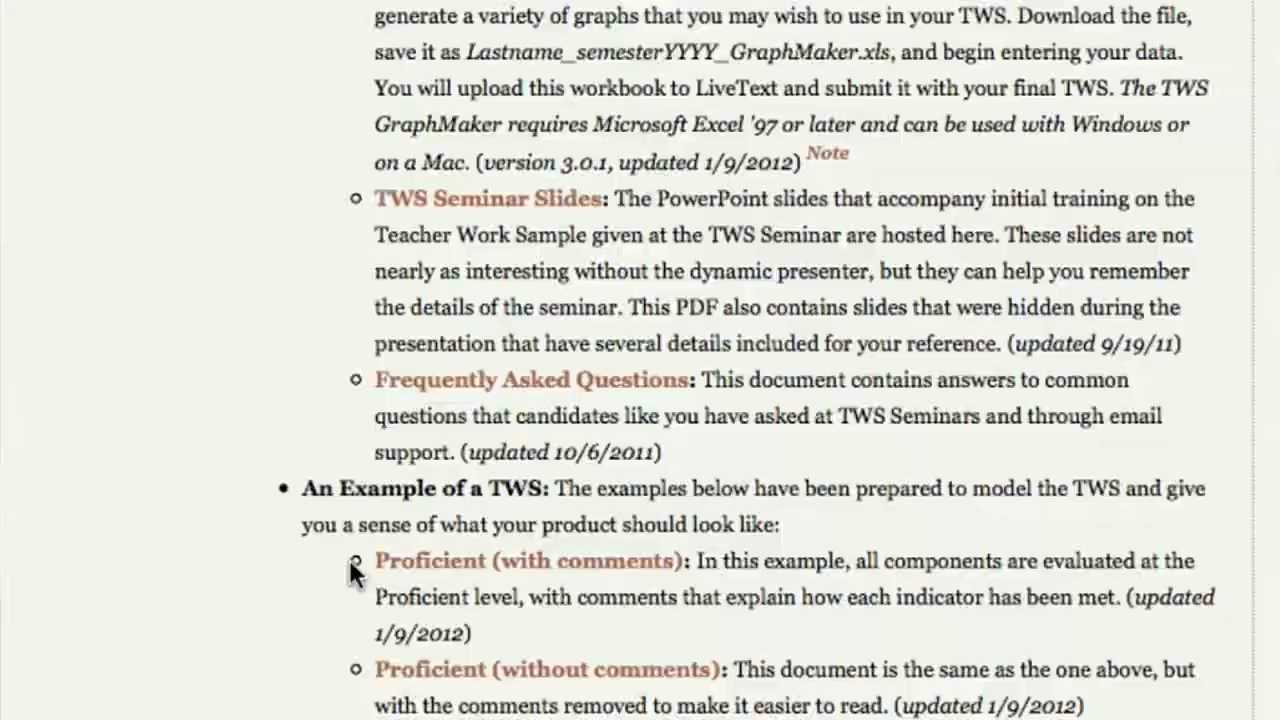 generate a variety of graphs that you may wish to use in your TWS. Download the file,
save it as Lastname_semesterYYYY_GraphMaker.xls, and begin entering your data.
You will upload this workbook to LiveText and submit it with your final TWS. The TWS
GraphMaker requires Microsoft Excel '97 or later and can be used with Windows or
on a Mac. (version 3.0.1, updated 1/9/2012) Note
TWS Seminar Slides: The PowerPoint slides that accompany initial training on the
Teacher Work Sample given at the TWS Seminar are hosted here. These slides are not
nearly as interesting without the dynamic presenter, but they can help you remember
the details of the seminar. This PDF also contains slides that were hidden during the
presentation that have several details included for your reference. (updated 9/19/11)
Frequently Asked Questions: This document contains answers to common
questions that candidates like you have asked at TWS Seminars and through email
support. (updated 10/6/2011)
An Example of a TWS: The examples below have been prepared to model the TWS and give
you a sense of what your product should look like:
Proficient (with comments): In this example, all components are evaluated at the
Proficient level, with comments that explain how each indicator has been met. (updated
1/9/2012)
Proficient (without comments): This document is the same as the one above, but
with the comments removed to make it easier to read. (updated 1/9/2012)